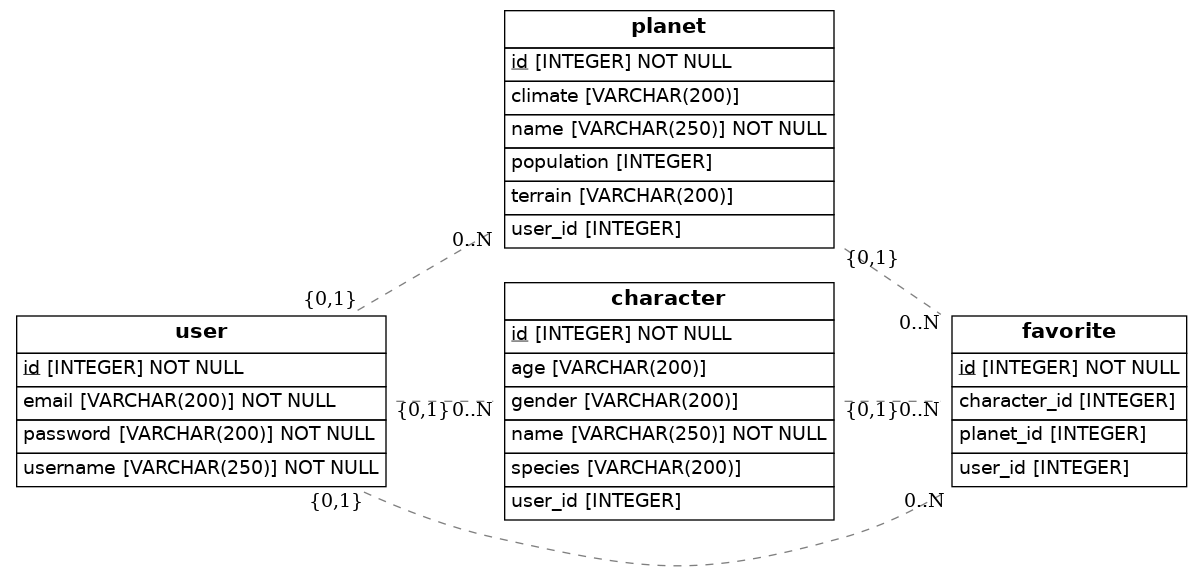 planet
id [INTEGER] NOT NULL
climate [VARCHAR(200)]
name [VARCHAR(250)] NOT NULL
population [INTEGER]
terrain [VARCHAR(200)]
user_id [INTEGER]
0..N
{0,1}
{0,1}
0..N
user
id [INTEGER] NOT NULL
email [VARCHAR(200)] NOT NULL
password [VARCHAR(200)] NOT NULL
username [VARCHAR(250)] NOT NULL
{0,1}
0..N
character
id [INTEGER] NOT NULL
age [VARCHAR(200)]
gender [VARCHAR(200)]
name [VARCHAR(250)] NOT NULL
species [VARCHAR(200)]
user_id [INTEGER]
{0,1}
0..N
favorite
id [INTEGER] NOT NULL
character_id [INTEGER]
planet_id [INTEGER]
user_id [INTEGER]
{0,1}
0..N